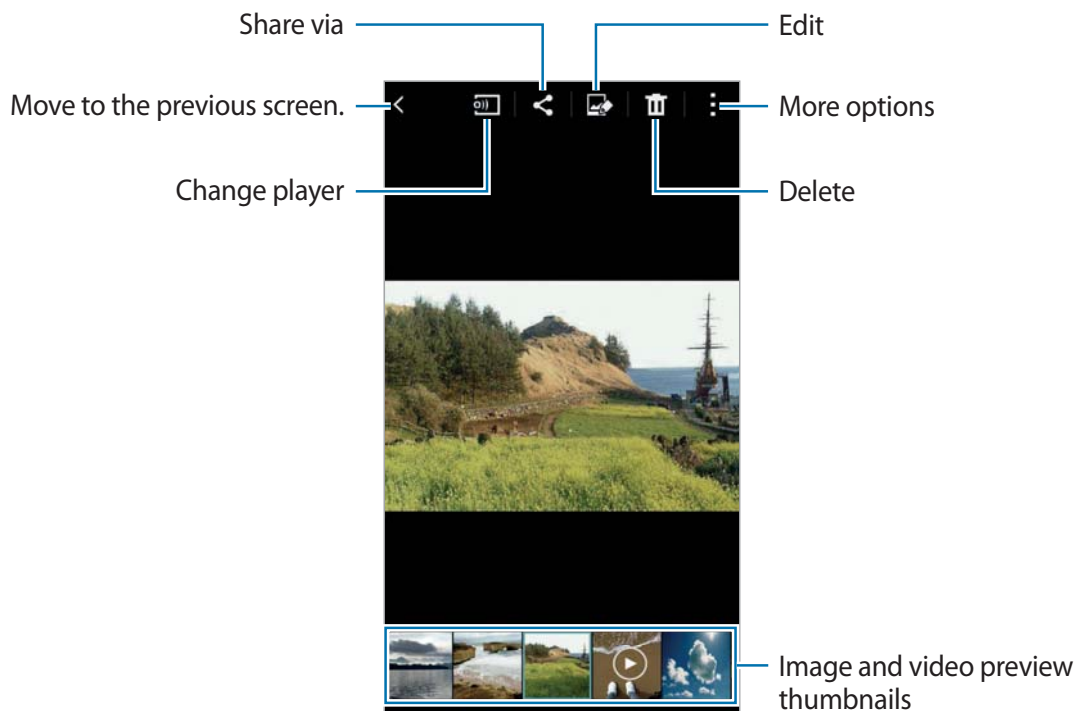 Share via
Edit
Move to the previous screen.
More options
Change player
Delete
Image and video preview
thumbnails